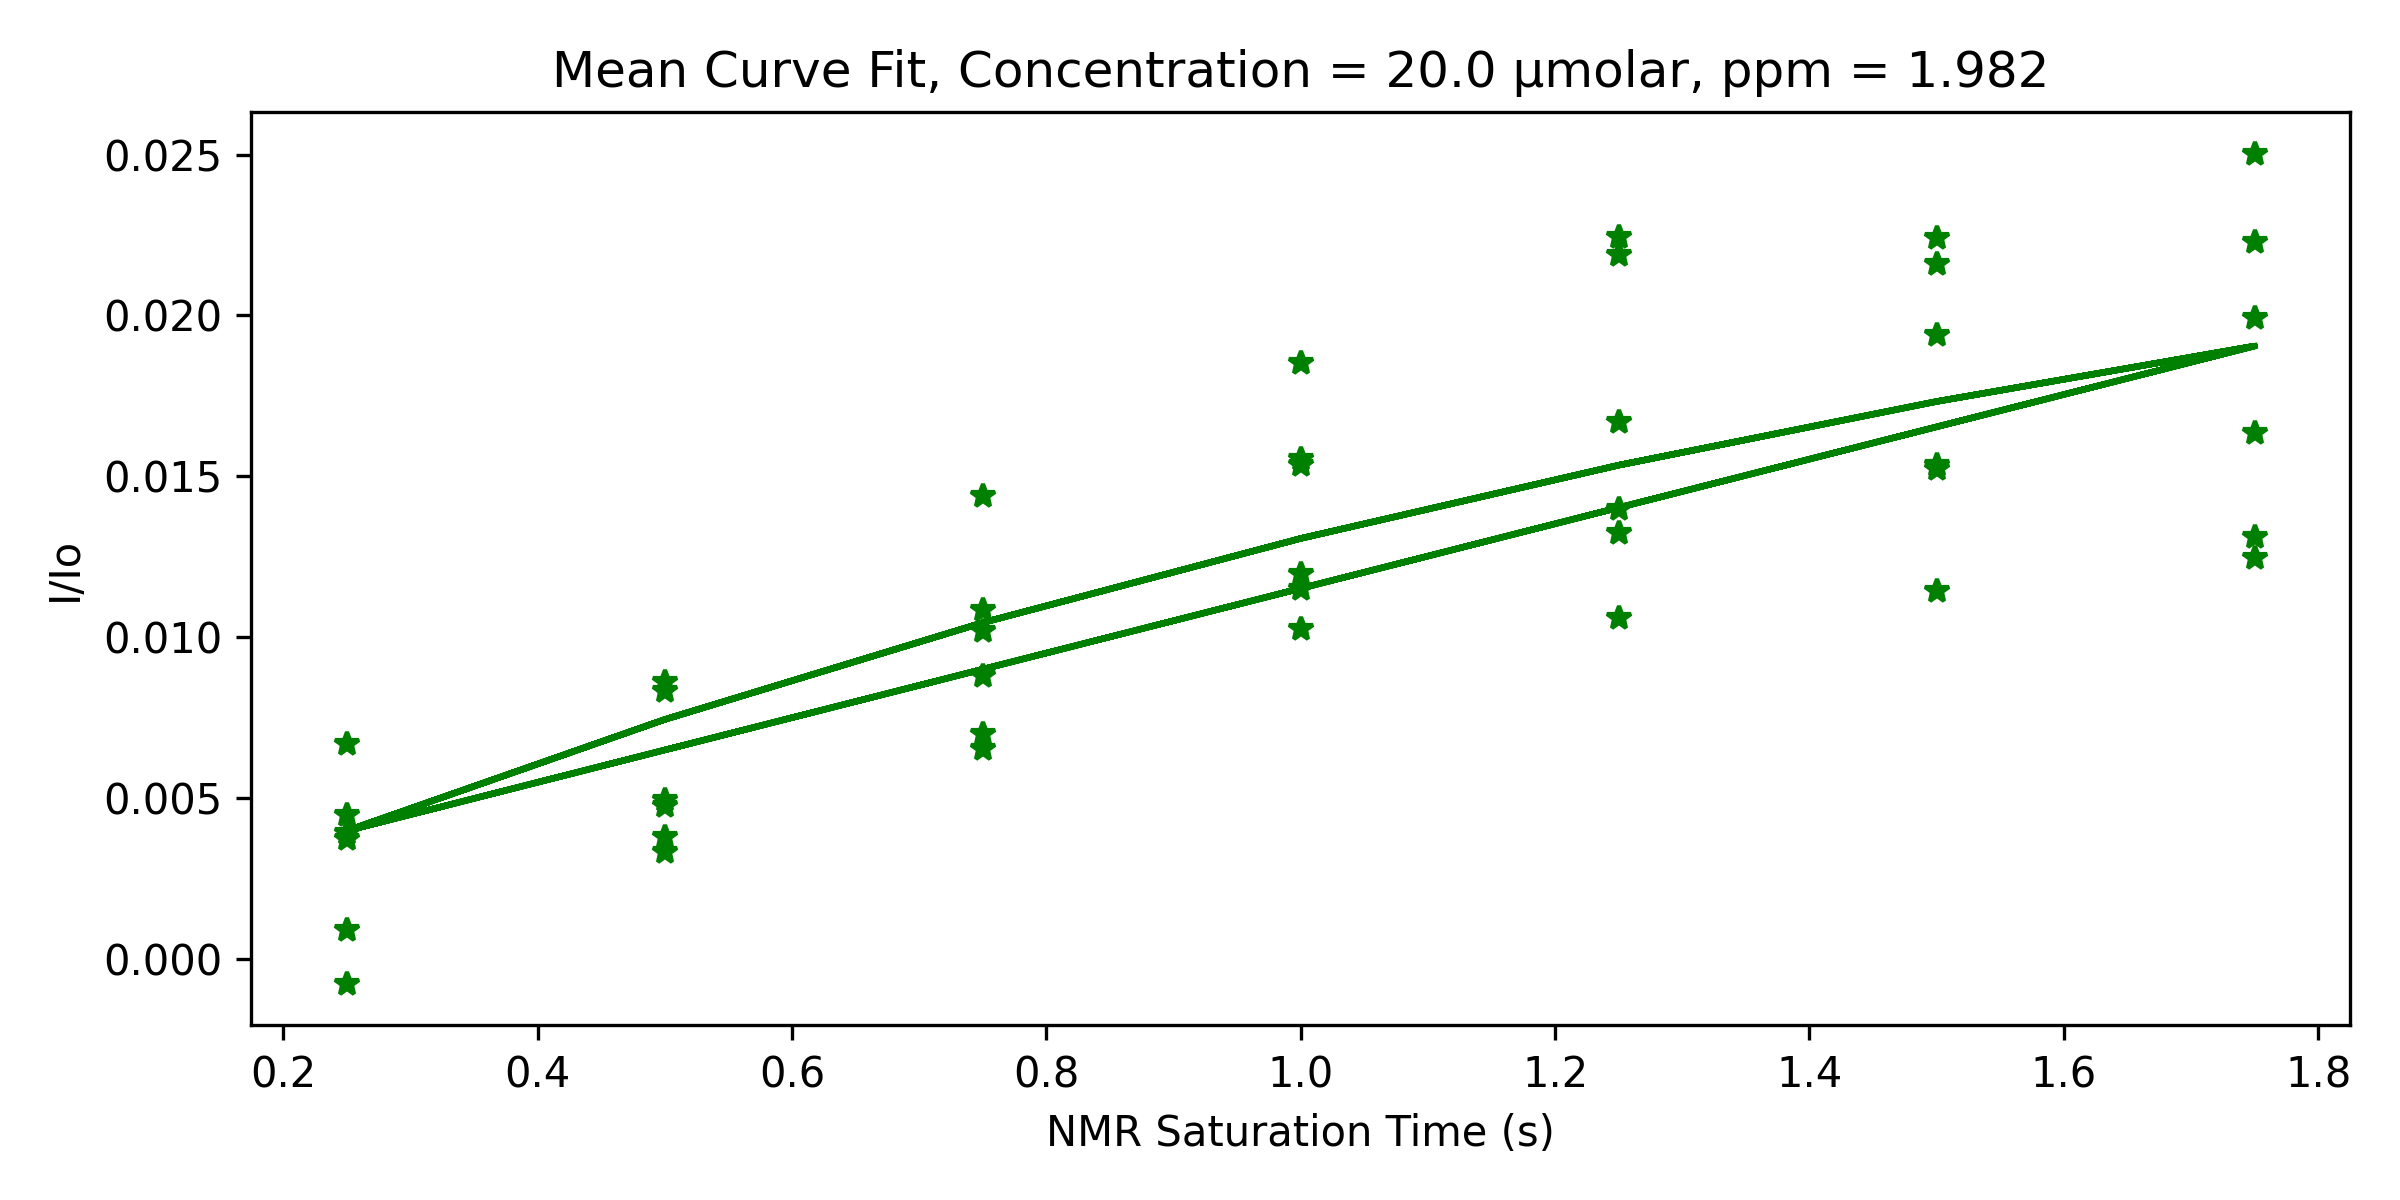 Mean Curve Fit, Concentration = 20.0 µmolar, ppm = 1.982
0.025
0.020
0.015
0.010
0.005
0.000
I/Io
0.2 0.4 0.6 0.8 1.0 1.2 1.4 1.6 1.8
NMR Saturation Time (s)